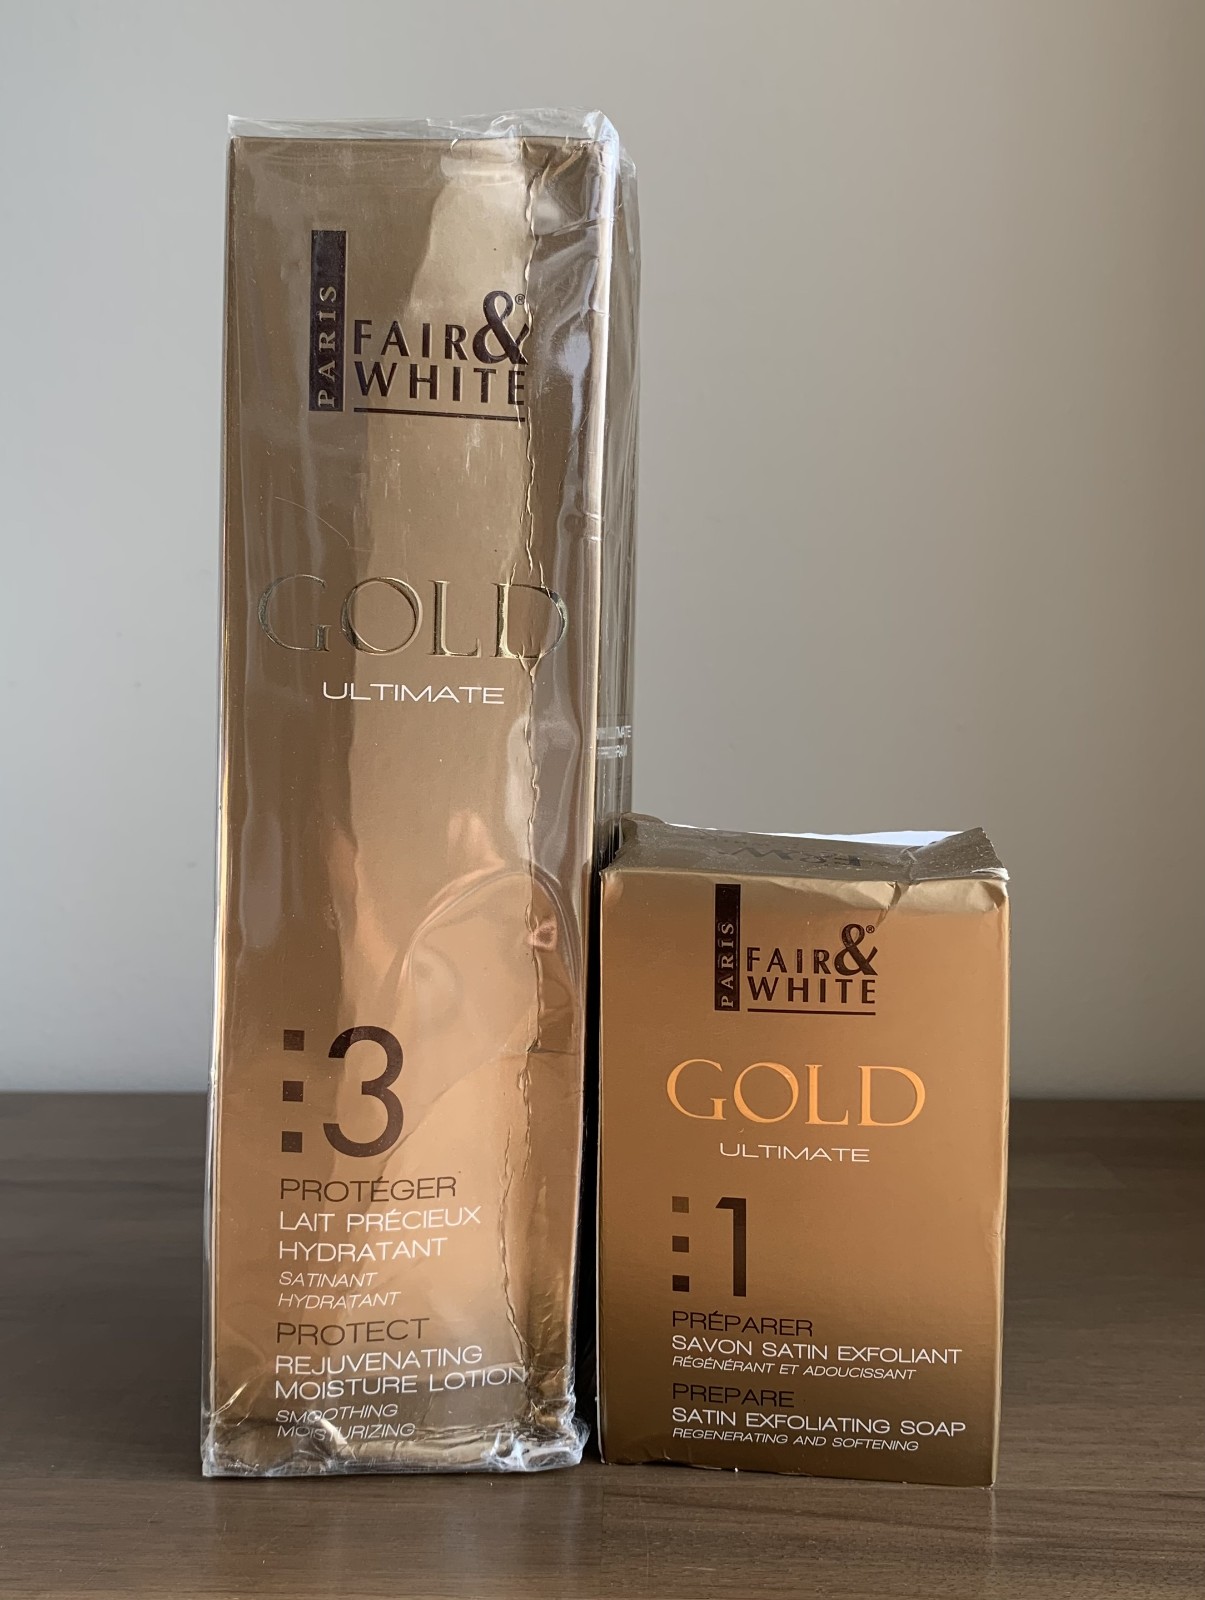 PARIS
FAIR&®
WHITE
GOLD
ULTIMATE
3
PROTÉGER
LAIT PRÉCIEUX
HYDRATANT
SATINANT
HYDRATANT
PROTECT
REJUVENATING
MOISTURE LOTION
SMOOTHING
MOISTURIZING
F&W
PARIS
FAIR&®
WHITE
GOLD
ULTIMATE
1
PRÉPARER
SAVON SATIN EXFOLIANT
RÉGÉNÉRANT ET ADOUCISSANT
PREPARE
SATIN EXFOLIATING SOAP
REGENERATING AND SOFTENING